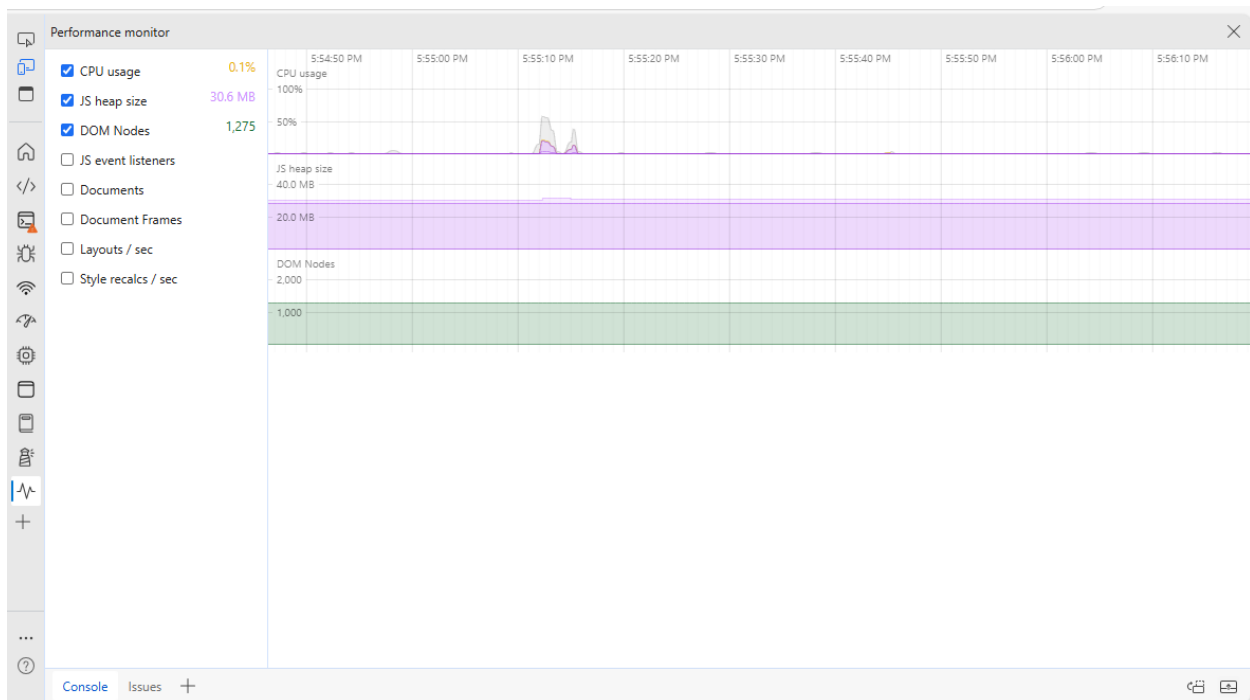 Performance monitor
CPU usage 0.1%
JS heap size 30.6 MB
DOM Nodes 1,275
JS event listeners
Documents
Document Frames
Layouts / sec
Style recalcs / sec
5:54:50 PM 5:55:00 PM 5:55:10 PM 5:55:20 PM 5:55:30 PM 5:55:40 PM 5:55:50 PM 5:56:00 PM 5:56:10 PM
CPU usage
100%
50%
JS heap size
40.0 MB
20.0 MB
DOM Nodes
2,000
1,000
Console Issues